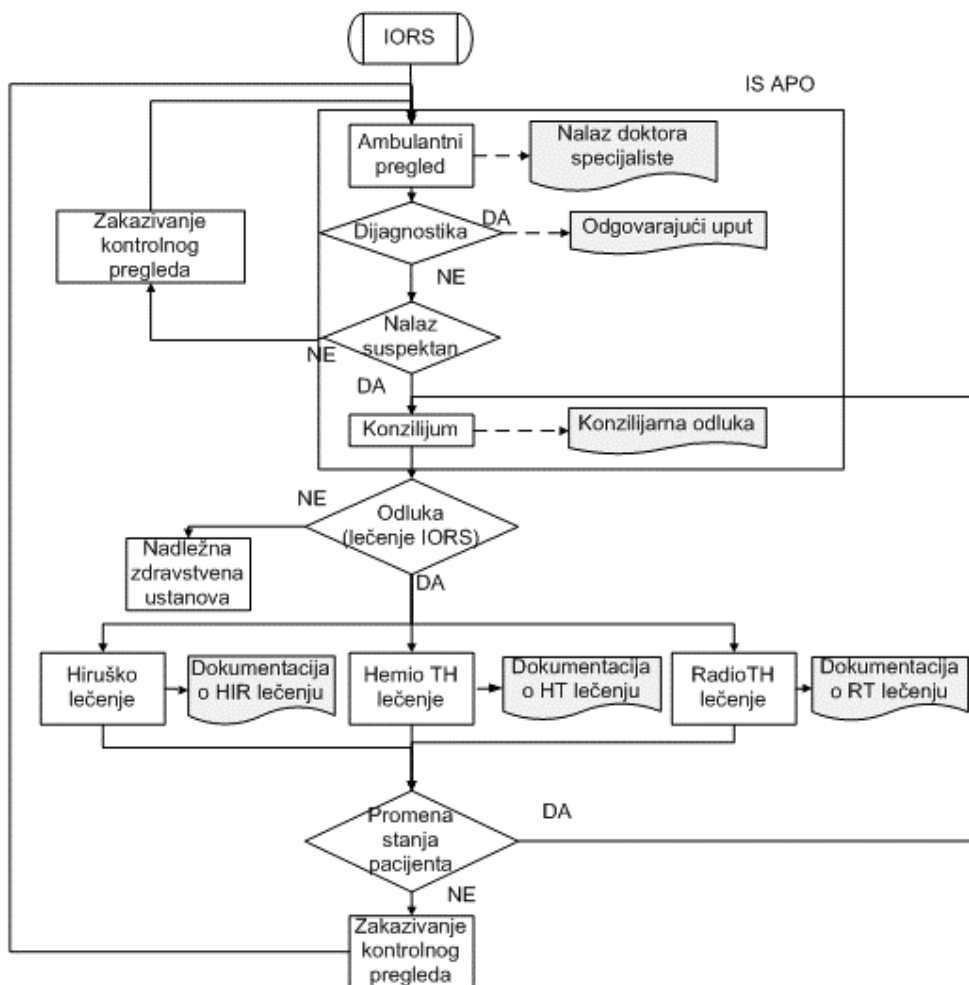 IORS
IS APO
Ambulantni
pregled
Nalaz doktora
specijaliste
Zakazivanje
kontrolnog
pregleda
Dijagnostika
DA
Odgovarajući uput
NE
Nalaz
suspektan
NE
DA
Konzilijum
Konzilijarna odluka
NE
Odluka
(lečenje IORS)
Nadležna
zdravstvena
ustanova
DA
Hiruško
lečenje
Dokumentacija
o HIR lečenju
Hemio TH
lečenje
Dokumentacija
o HT lečenju
RadioTH
lečenje
Dokumentacija
o RT lečenju
Promena
stanja
pacijenta
DA
NE
Zakazivanje
kontrolnog
pregleda